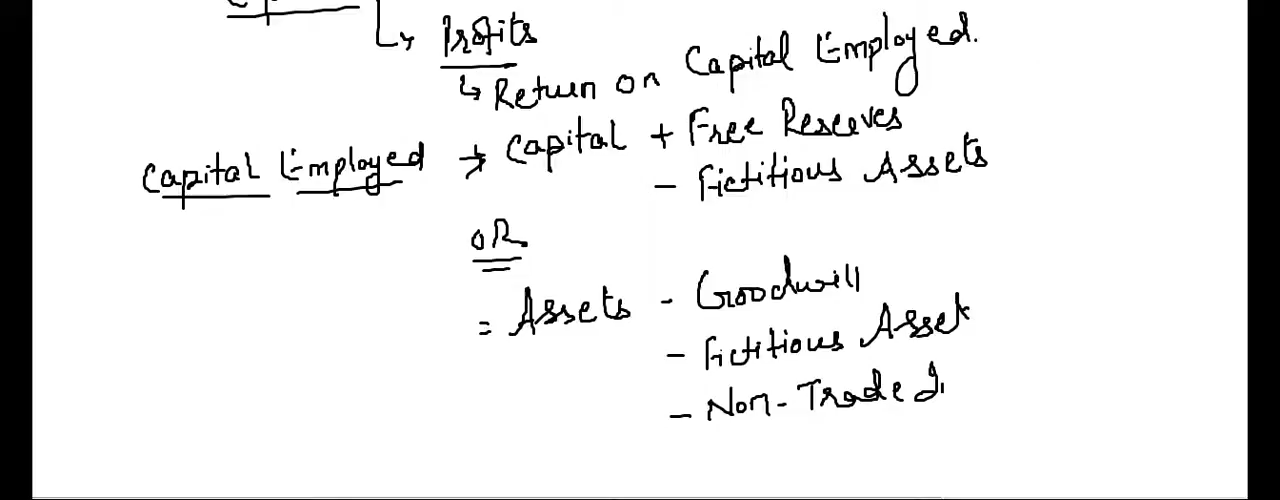 Profits
↳ Return on Capital Employed.
Capital Employed → Capital + Free Reserves
- Fictitious Assets
OR
= Assets - Goodwill
- Fictitious Asset
- Non-Trade